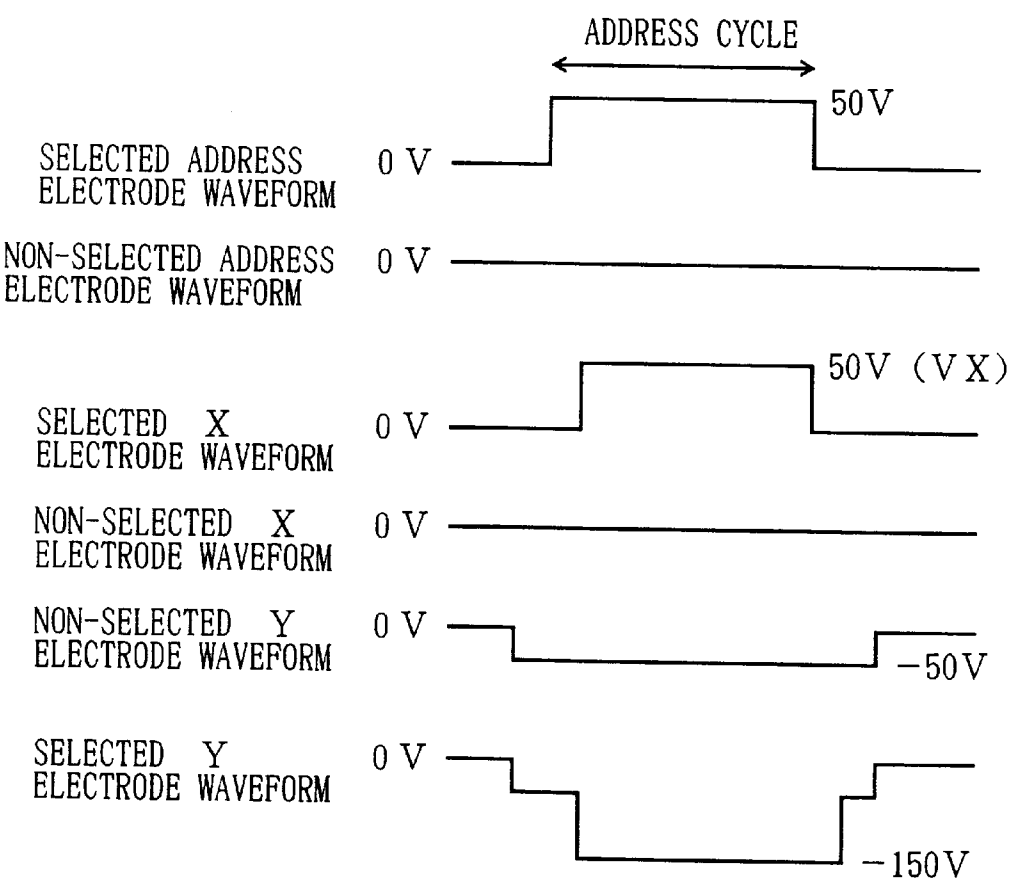 ADDRESS CYCLE
50V
SELECTED ADDRESS
ELECTRODE WAVEFORM
0 V
NON-SELECTED ADDRESS
ELECTRODE WAVEFORM
0 V
50V (VX)
SELECTED X
ELECTRODE WAVEFORM
0 V
NON-SELECTED X
ELECTRODE WAVEFORM
0 V
NON-SELECTED Y
ELECTRODE WAVEFORM
0 V
−50V
SELECTED Y
ELECTRODE WAVEFORM
0 V
−150V